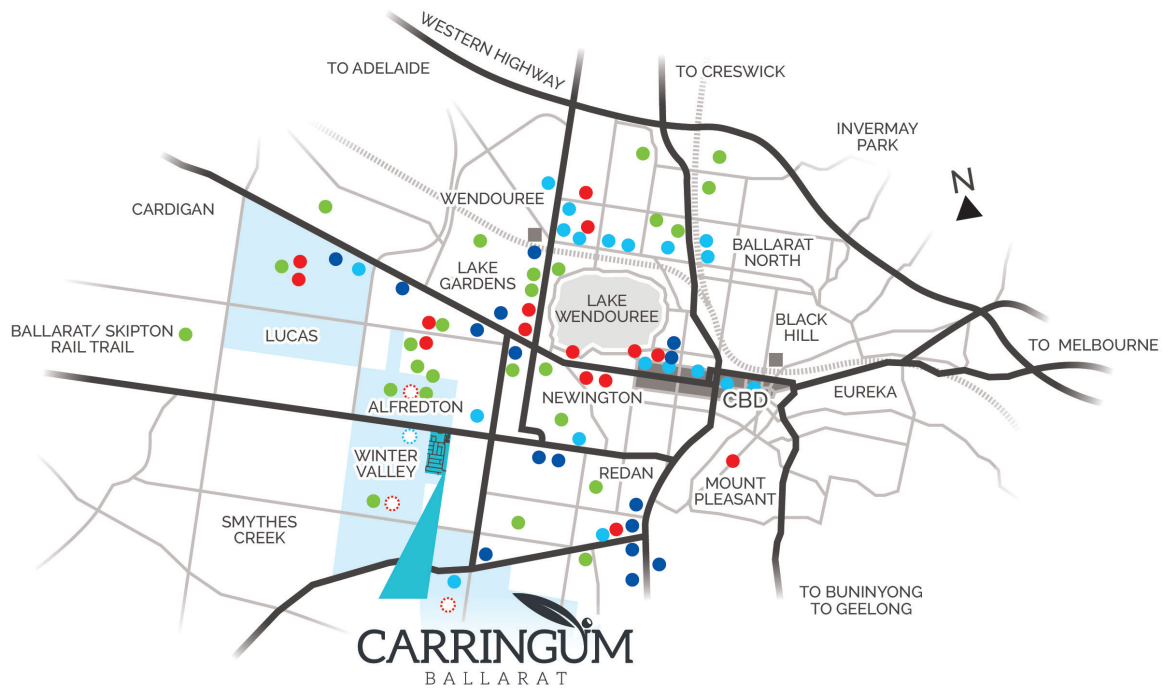 WESTERN HIGHWAY
TO ADELAIDE
TO CRESWICK
INVERMAY
PARK
N
CARDIGAN
WENDOUREE
BALLARAT
NORTH
LAKE
GARDENS
LAKE
WENDOUREE
BALLARAT/ SKIPTON
RAIL TRAIL
LUCAS
BLACK
HILL
TO MELBOURNE
ALFREDTON
NEWINGTON
CBD
EUREKA
WINTER
VALLEY
REDAN
MOUNT
PLEASANT
SMYTHES
CREEK
TO BUNINYONG
TO GEELONG
CARRINGUM
BALLARAT